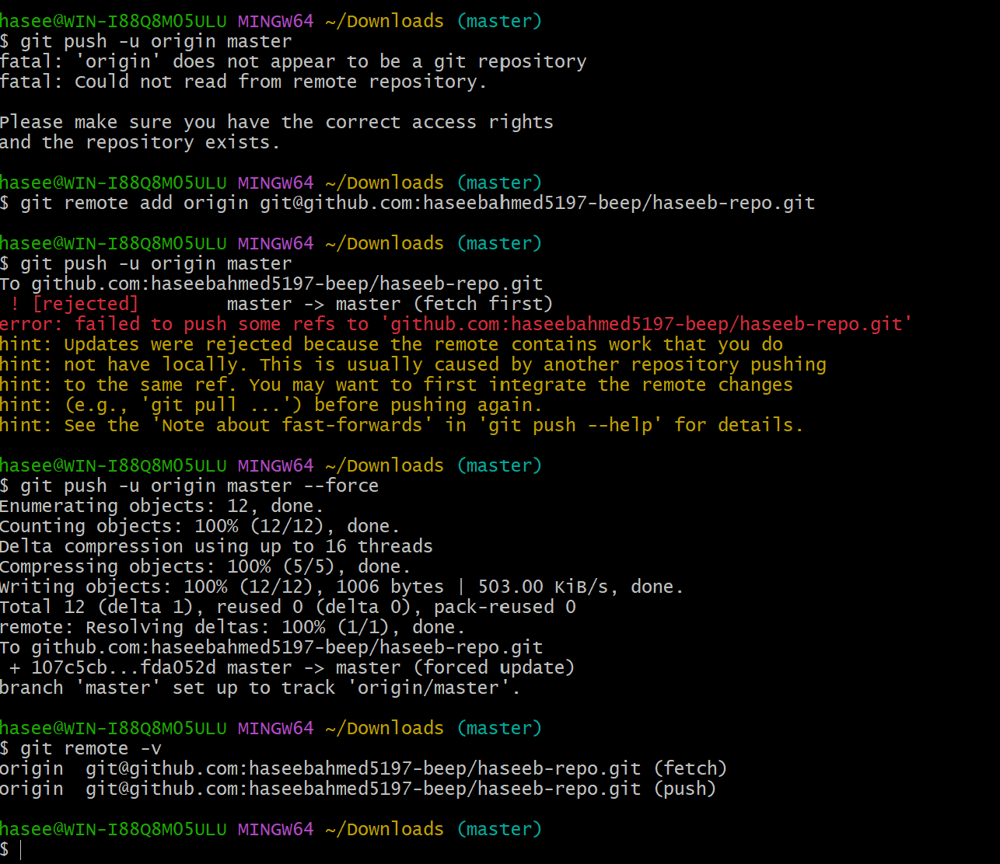 hasee@WIN-I88Q8MO5ULU MINGW64 ~/Downloads (master)
$ git push -u origin master
fatal: 'origin' does not appear to be a git repository
fatal: Could not read from remote repository.
Please make sure you have the correct access rights
and the repository exists.
hasee@WIN-I88Q8MO5ULU MINGW64 ~/Downloads (master)
$ git remote add origin git@github.com:haseebahmed5197-beep/haseeb-repo.git
hasee@WIN-I88Q8MO5ULU MINGW64 ~/Downloads (master)
$ git push -u origin master
To github.com:haseebahmed5197-beep/haseeb-repo.git
 ! [rejected]        master -> master (fetch first)
error: failed to push some refs to 'github.com:haseebahmed5197-beep/haseeb-repo.git'
hint: Updates were rejected because the remote contains work that you do
hint: not have locally. This is usually caused by another repository pushing
hint: to the same ref. You may want to first integrate the remote changes
hint: (e.g., 'git pull ...') before pushing again.
hint: See the 'Note about fast-forwards' in 'git push --help' for details.
hasee@WIN-I88Q8MO5ULU MINGW64 ~/Downloads (master)
$ git push -u origin master --force
Enumerating objects: 12, done.
Counting objects: 100% (12/12), done.
Delta compression using up to 16 threads
Compressing objects: 100% (5/5), done.
Writing objects: 100% (12/12), 1006 bytes | 503.00 KiB/s, done.
Total 12 (delta 1), reused 0 (delta 0), pack-reused 0
remote: Resolving deltas: 100% (1/1), done.
To github.com:haseebahmed5197-beep/haseeb-repo.git
 + 107c5cb...fda052d master -> master (forced update)
branch 'master' set up to track 'origin/master'.
hasee@WIN-I88Q8MO5ULU MINGW64 ~/Downloads (master)
$ git remote -v
origin  git@github.com:haseebahmed5197-beep/haseeb-repo.git (fetch)
origin  git@github.com:haseebahmed5197-beep/haseeb-repo.git (push)
hasee@WIN-I88Q8MO5ULU MINGW64 ~/Downloads (master)
$